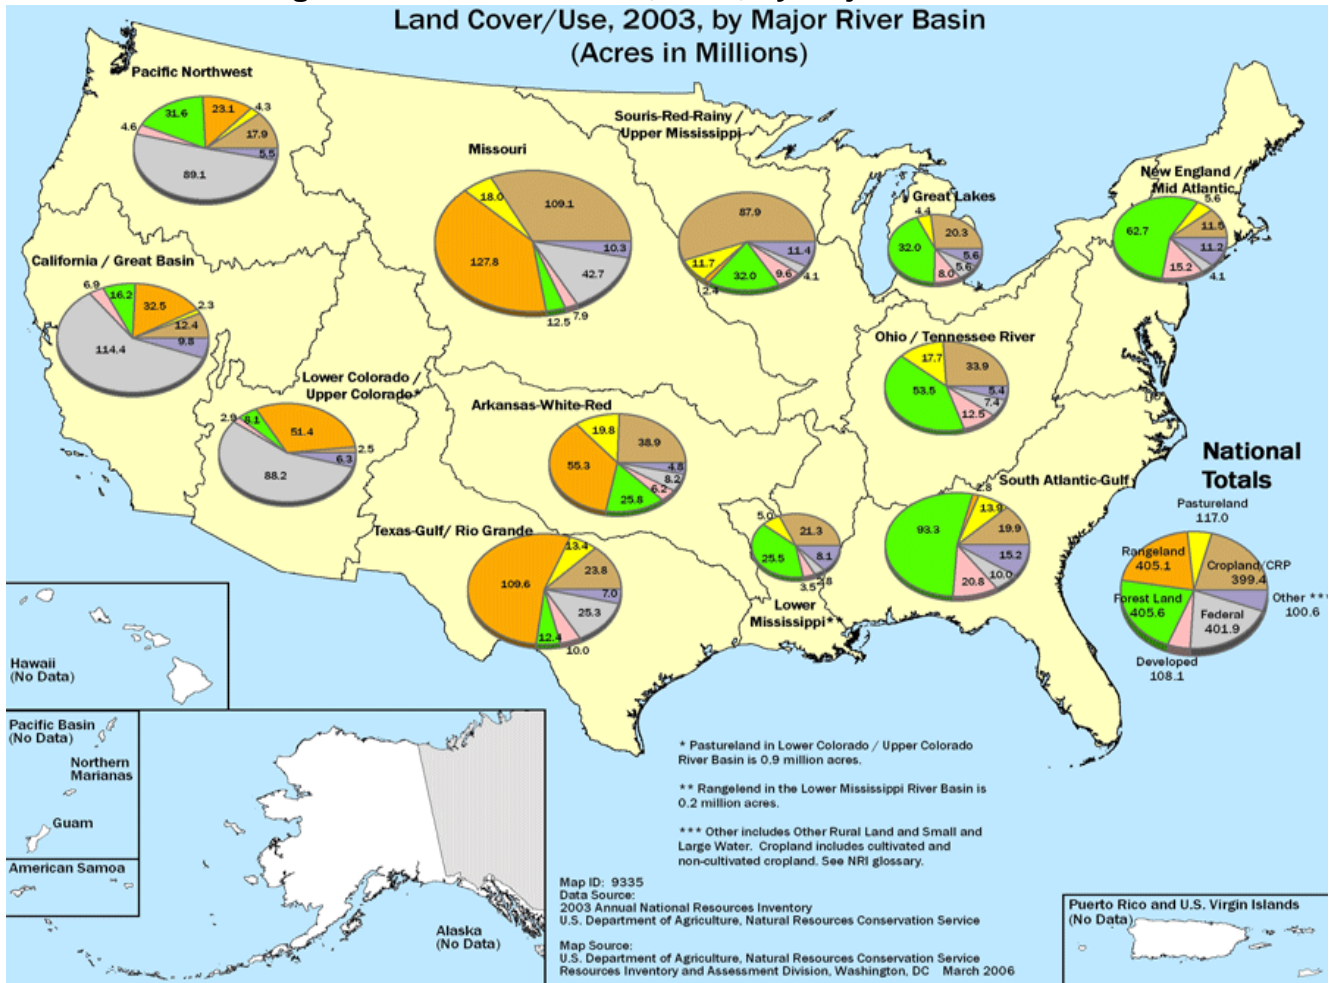 Land Cover/Use, 2003, by Major River Basin
(Acres in Millions)
Pacific Northwest
31.6
23.1
4.3
4.6
17.9
5.5
89.1
Missouri
18.0
109.1
127.8
10.3
42.7
12.5
7.9
Souris-Red-Rainy /
Upper Mississippi
87.9
11.7
11.4
2.4
32.0
9.6
4.1
Great Lakes
4.4
20.3
32.0
5.6
5.6
8.0
New England /
Mid Atlantic
5.6
11.5
62.7
11.2
15.2
4.1
California / Great Basin
6.9
16.2
32.5
2.3
12.4
9.8
114.4
Ohio / Tennessee River
17.7
33.9
53.5
5.4
7.4
12.5
Lower Colorado /
Upper Colorado*
2.9
8.1
51.4
2.5
6.3
88.2
Arkansas-White-Red
19.8
38.9
55.3
4.8
8.2
6.2
25.8
South Atlantic-Gulf
2.8
13.9
93.3
19.9
15.2
10.0
20.8
Texas-Gulf/ Rio Grande
13.4
109.6
23.8
7.0
25.3
12.4
10.0
5.0
21.3
25.5
8.1
2.8
3.5
Lower
Mississippi**
National
Totals
Pastureland
117.0
Rangeland
405.1
Cropland/CRP
399.4
Forest Land
405.6
Other ***
100.6
Federal
401.9
Developed
108.1
Hawaii
(No Data)
Pacific Basin
(No Data)
Northern
Marianas
Guam
American Samoa
Alaska
(No Data)
* Pastureland in Lower Colorado / Upper Colorado
River Basin is 0.9 million acres.
** Rangelend in the Lower Mississippi River Basin is
0.2 million acres.
*** Other includes Other Rural Land and Small and
Large Water. Cropland includes cultivated and
non-cultivated cropland. See NRI glossary.
Map ID: 9335
Data Source:
2003 Annual National Resources Inventory
U.S. Department of Agriculture, Natural Resources Conservation Service
Map Source:
U.S. Department of Agriculture, Natural Resources Conservation Service
Resources Inventory and Assessment Division, Washington, DC March 2006
Puerto Rico and U.S. Virgin Islands
(No Data)